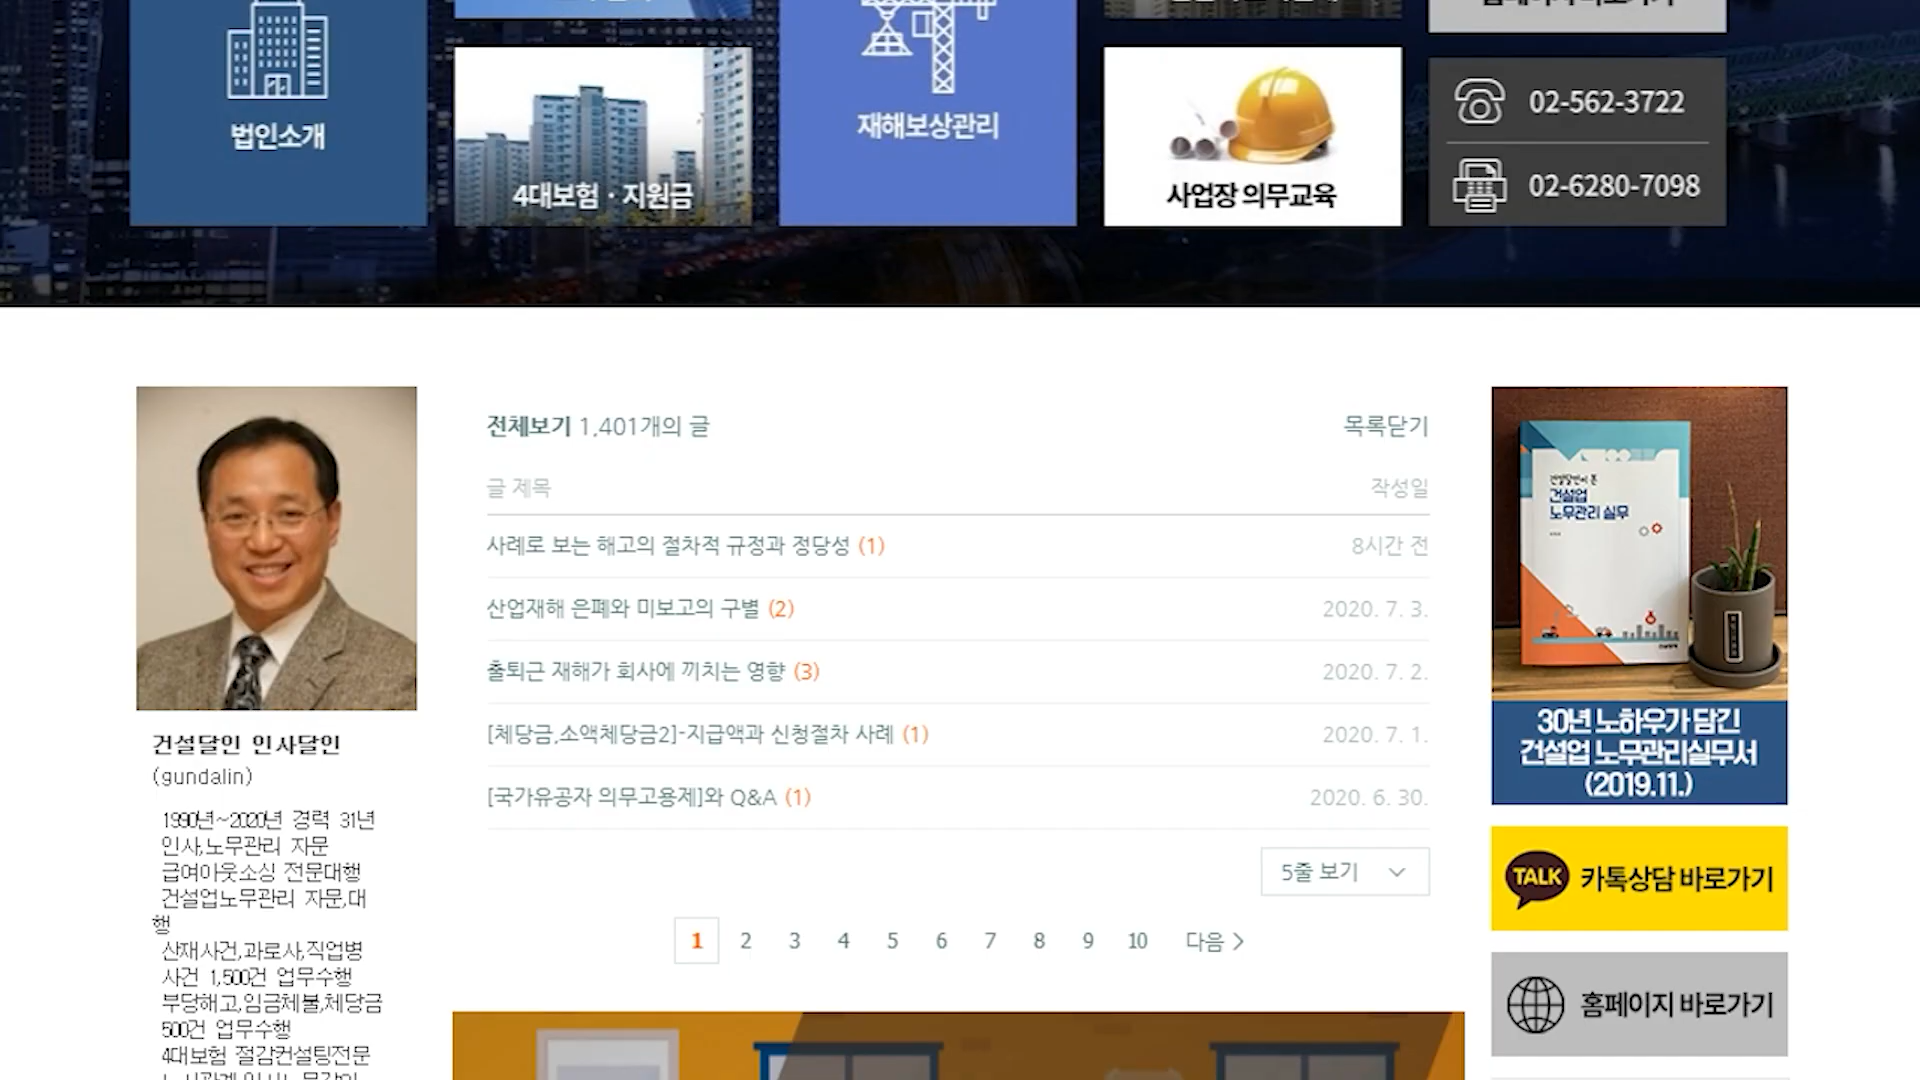 법인소개
4대보험 · 지원금
재해보상관리
사업장 의무교육
02-562-3722
02-6280-7098
건설달인 인사달인
(gundalin)
1990년~2020년 경력 31년
인사,노무관리 자문
급여아웃소싱 전문대행
건설업노무관리 자문,대
행
산재사건,과로사,직업병
사건 1,500건 업무수행
부당해고,임금체불,체당금
500건 업무수행
4대보험 절감컨설팅전문
전체보기 1,401개의 글
목록닫기
글 제목
작성일
사례로 보는 해고의 절차적 규정과 정당성 (1)
8시간 전
산업재해 은폐와 미보고의 구별 (2)
2020. 7. 3.
출퇴근 재해가 회사에 끼치는 영향 (3)
2020. 7. 2.
[체당금,소액체당금2]-지급액과 신청절차 사례 (1)
2020. 7. 1.
[국가유공자 의무고용제]와 Q&A (1)
2020. 6. 30.
5줄 보기
1 2 3 4 5 6 7 8 9 10 다음 >
건설업
노무관리 실무
30년 노하우가 담긴
건설업 노무관리실무서
(2019.11.)
TALK 카톡상담 바로가기
홈페이지 바로가기